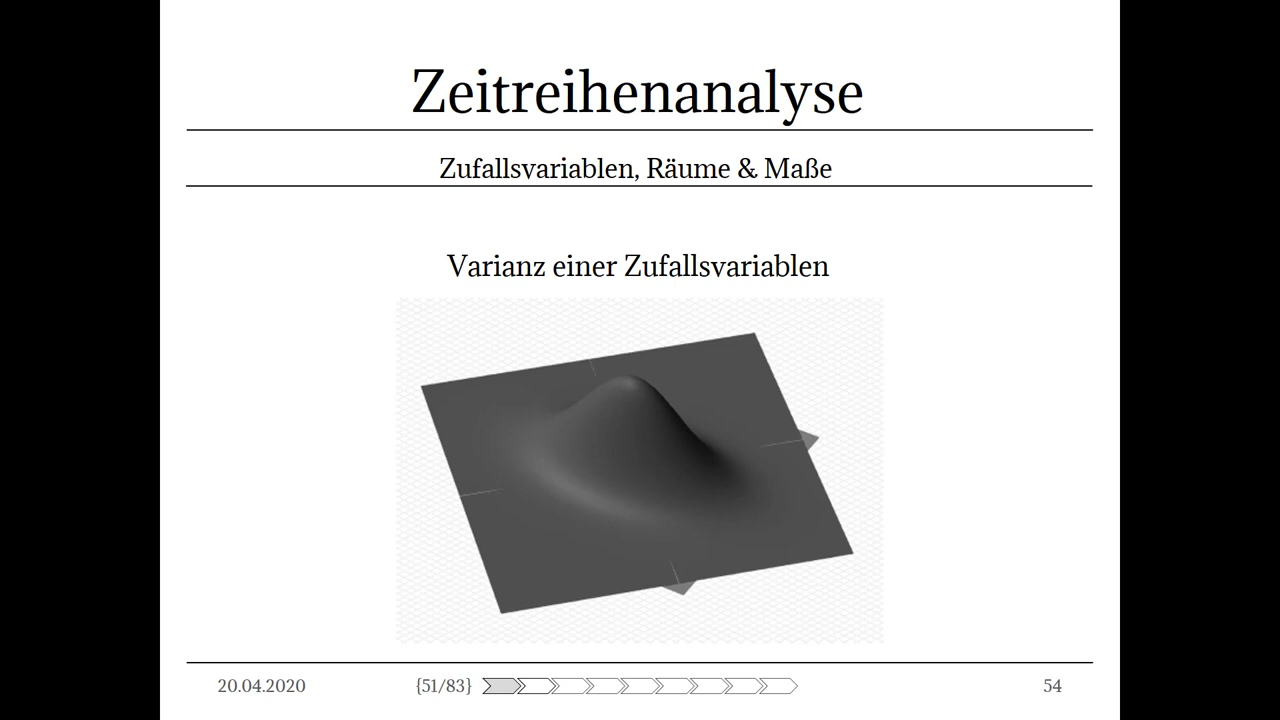 Zeitreihenanalyse
Zufallsvariablen, Räume & Maße
Varianz einer Zufallsvariablen
20.04.2020 {51/83} 54